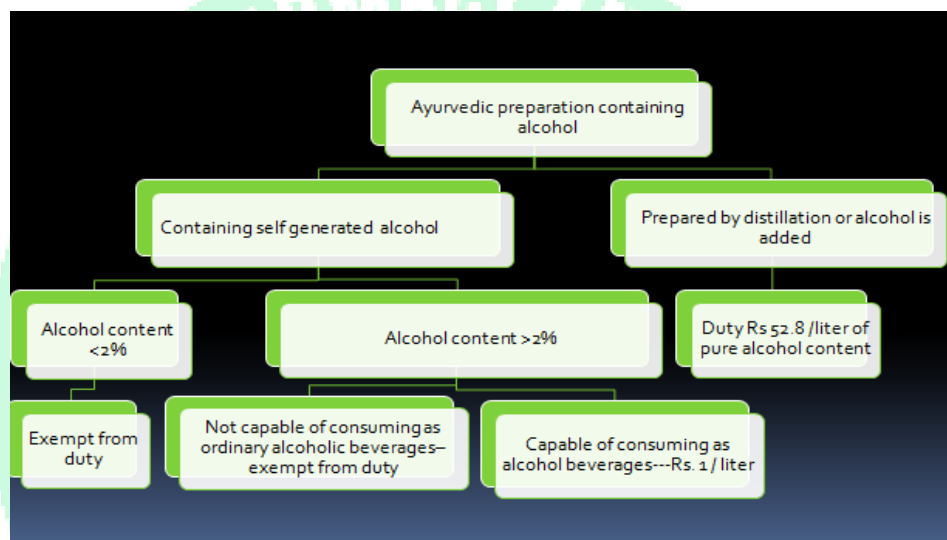 Ayurvedic preparation containing
alcohol
Containing self generated alcohol
Prepared by distillation or alcohol is
added
Alcohol content
<2%
Alcohol content >2%
Duty Rs 52.8 /liter of
pure alcohol content
Exempt from
duty
Not capable of consuming as
ordinary alcoholic beverages–
exempt from duty
Capable of consuming as
alcohol beverages---Rs. 1 / liter